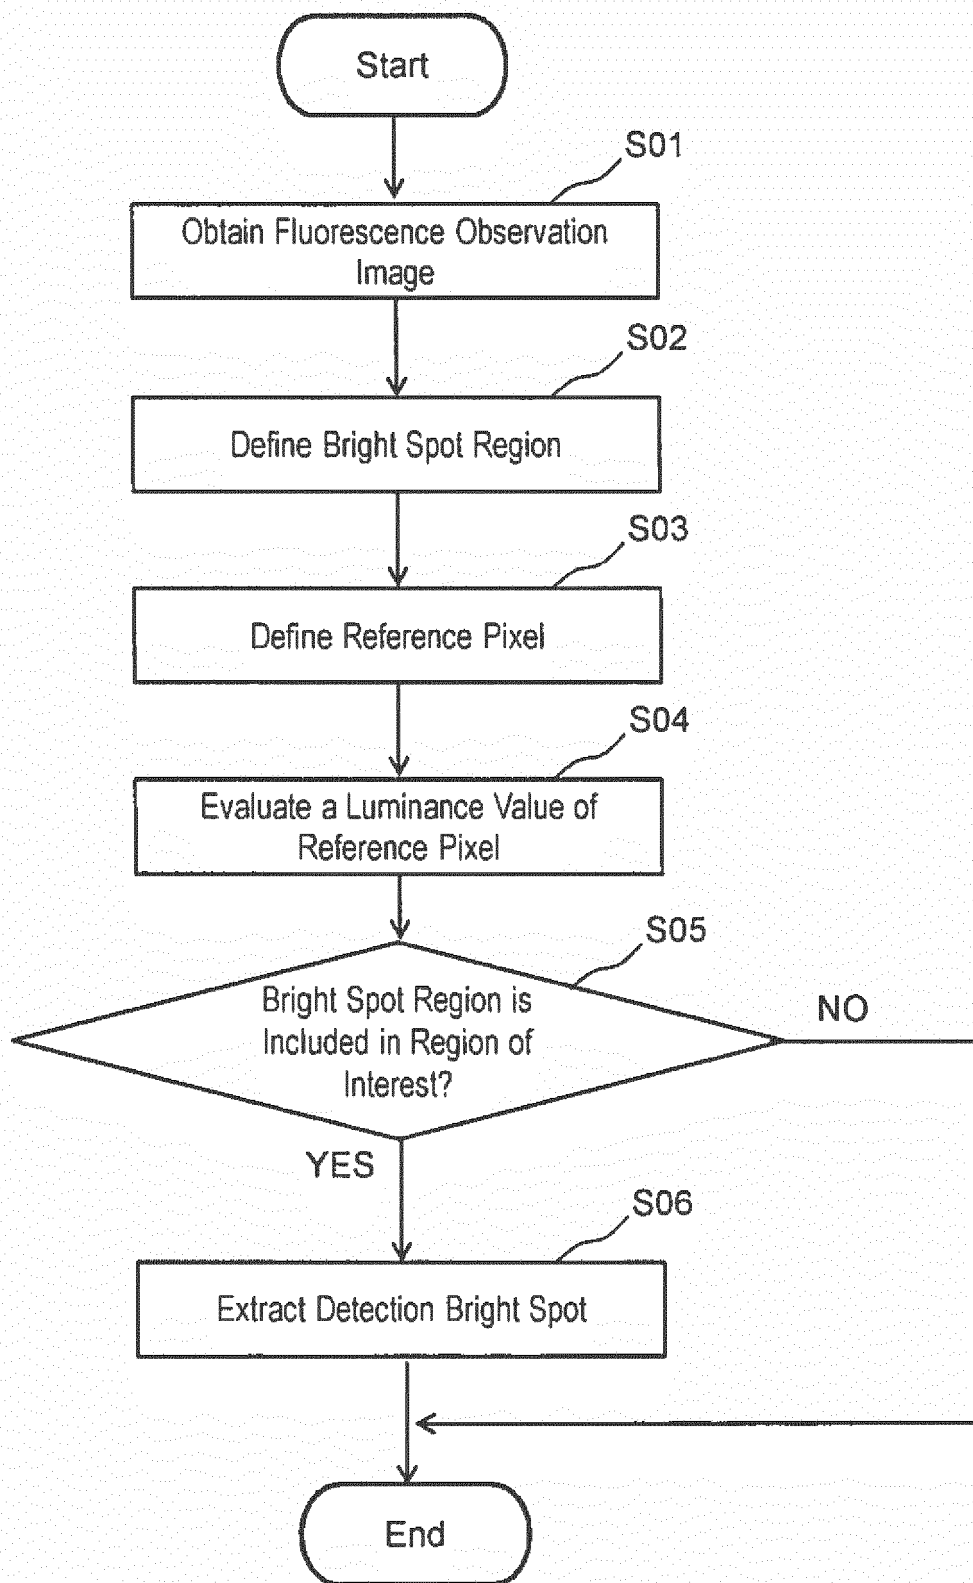 Start
S01
Obtain Fluorescence Observation
Image
S02
Define Bright Spot Region
S03
Define Reference Pixel
S04
Evaluate a Luminance Value of
Reference Pixel
S05
Bright Spot Region is
Included in Region of
Interest?
NO
YES
S06
Extract Detection Bright Spot
End